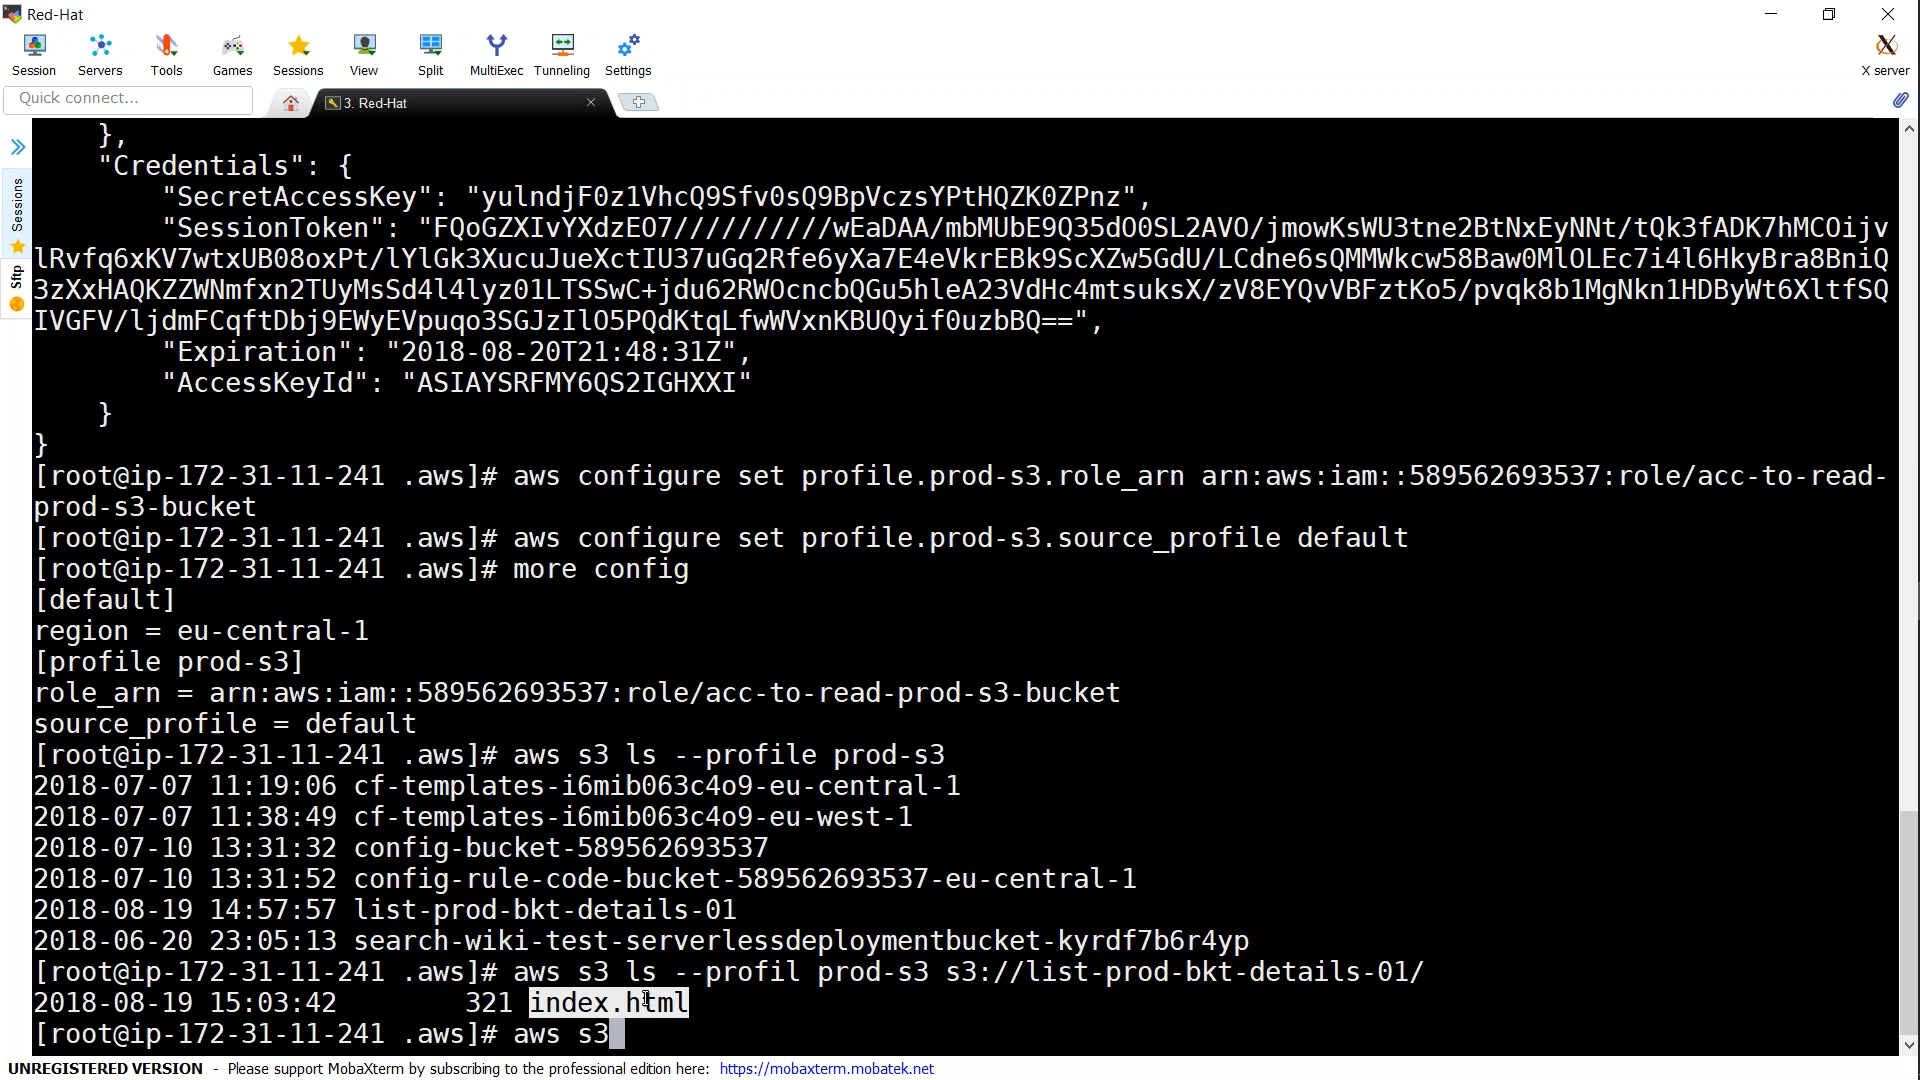 Red-Hat
Session
Servers
Tools
Games
Sessions
View
Split
MultiExec
Tunneling
Settings
X server
Quick connect...
3. Red-Hat
Sessions
Sftp
},
"Credentials": {
"SecretAccessKey": "yulndjF0z1VhcQ9Sfv0sQ9BpVczsYPtHQZK0ZPnz",
"SessionToken": "FQoGZXIvYXdzEO7//////////wEaDAA/mbMUbE9Q35dO0SL2AVO/jmowKsWU3tne2BtNxEyNNt/tQk3fADK7hMCOijv
lRvfq6xKV7wtxUB08oxPt/lYlGk3XucuJueXctIU37uGq2Rfe6yXa7E4eVkrEBk9ScXZw5GdU/LCdne6sQMMWkcw58Baw0MlOLEc7i4l6HkyBra8BniQ
3zXxHAQKZZWNmfxn2TUyMsSd4l4lyz01LTSSwC+jdu62RWOcncbQGu5hleA23VdHc4mtsuksX/zV8EYQvVBFztKo5/pvqk8b1MgNkn1HDByWt6XltfSQ
IVGFV/ljdmFCqftDbj9EWyEVpuqo3SGJzIlO5PQdKtqLfwWVxnKBUQyif0uzbBQ==",
"Expiration": "2018-08-20T21:48:31Z",
"AccessKeyId": "ASIAYSRFMY6QS2IGHXXI"
}
}
[root@ip-172-31-11-241 .aws]# aws configure set profile.prod-s3.role_arn arn:aws:iam::589562693537:role/acc-to-read-
prod-s3-bucket
[root@ip-172-31-11-241 .aws]# aws configure set profile.prod-s3.source_profile default
[root@ip-172-31-11-241 .aws]# more config
[default]
region = eu-central-1
[profile prod-s3]
role_arn = arn:aws:iam::589562693537:role/acc-to-read-prod-s3-bucket
source_profile = default
[root@ip-172-31-11-241 .aws]# aws s3 ls --profile prod-s3
2018-07-07 11:19:06 cf-templates-i6mib063c4o9-eu-central-1
2018-07-07 11:38:49 cf-templates-i6mib063c4o9-eu-west-1
2018-07-10 13:31:32 config-bucket-589562693537
2018-07-10 13:31:52 config-rule-code-bucket-589562693537-eu-central-1
2018-08-19 14:57:57 list-prod-bkt-details-01
2018-06-20 23:05:13 search-wiki-test-serverlessdeploymentbucket-kyrdf7b6r4yp
[root@ip-172-31-11-241 .aws]# aws s3 ls --profil prod-s3 s3://list-prod-bkt-details-01/
2018-08-19 15:03:42 321 index.html
[root@ip-172-31-11-241 .aws]# aws s3
UNREGISTERED VERSION - Please support MobaXterm by subscribing to the professional edition here: https://mobaxterm.mobatek.net